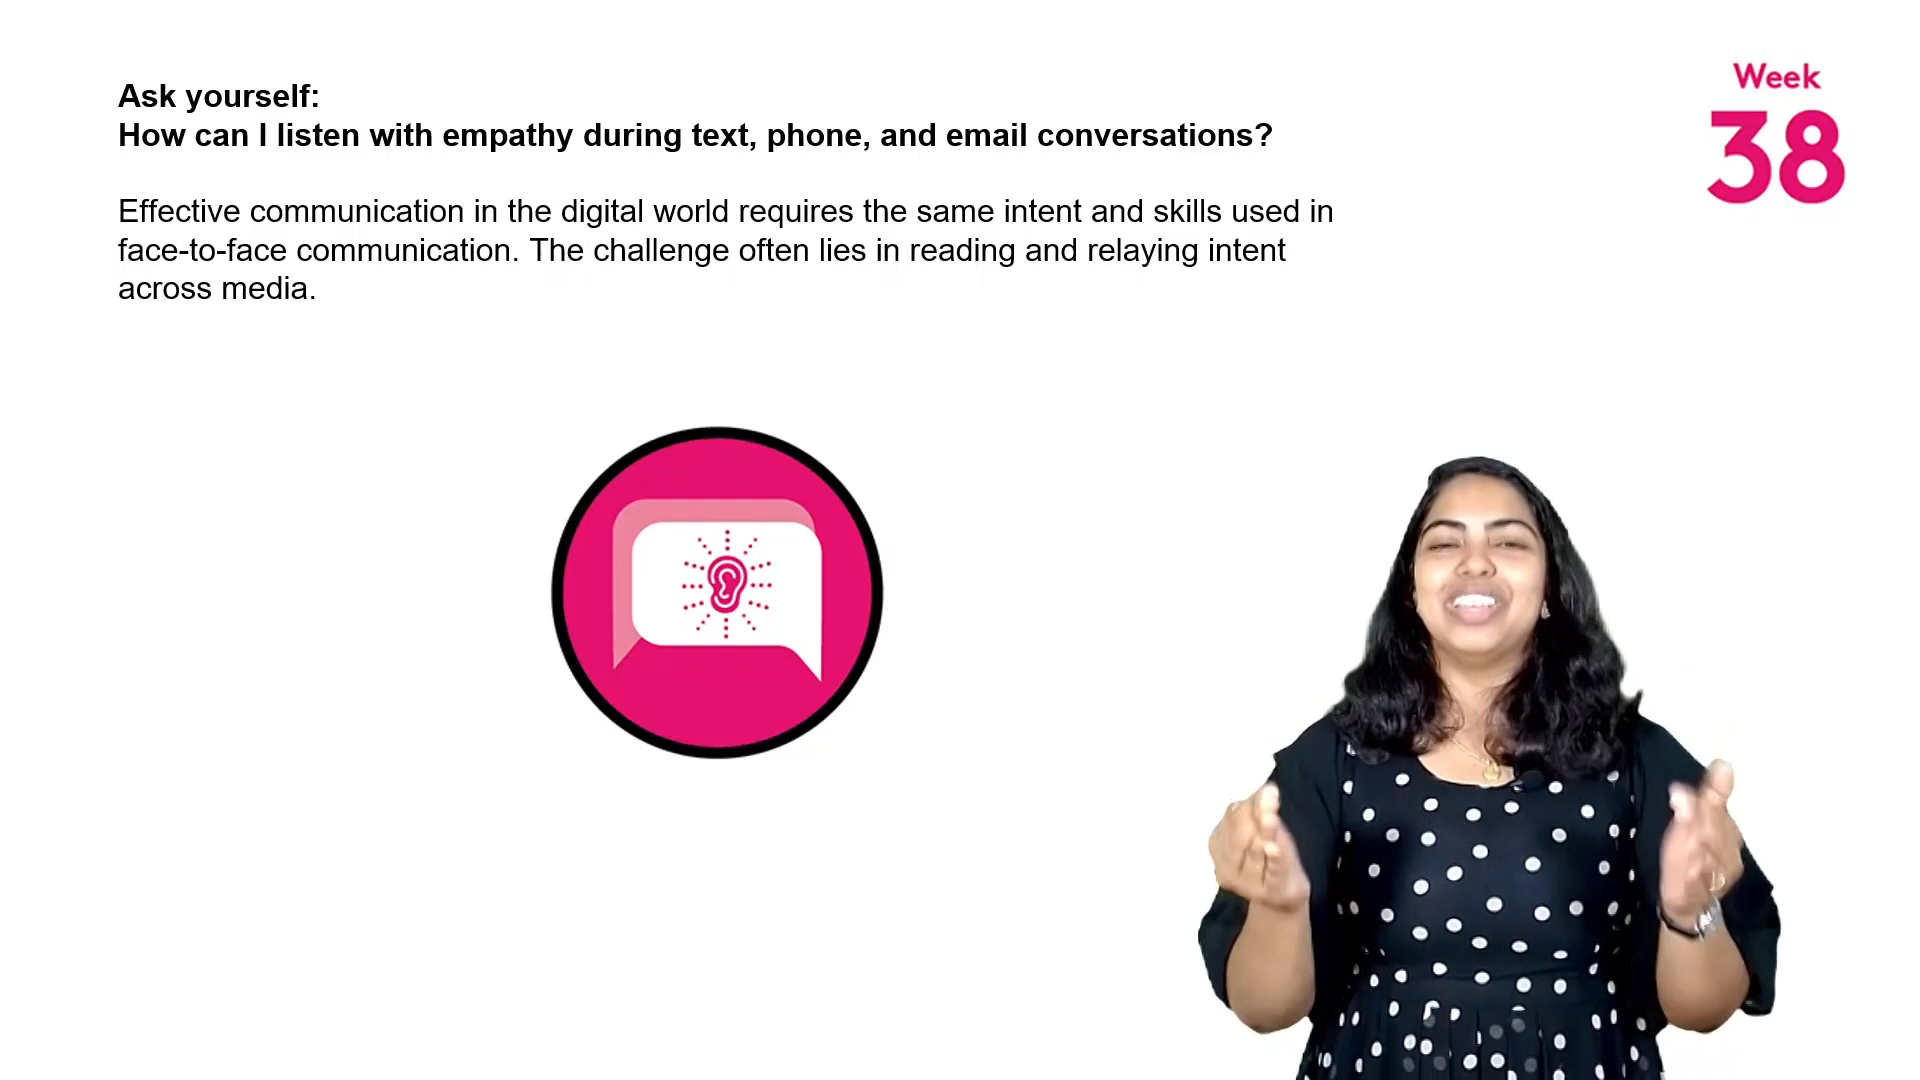 Ask yourself:
How can I listen with empathy during text, phone, and email conversations?
Effective communication in the digital world requires the same intent and skills used in
face-to-face communication. The challenge often lies in reading and relaying intent
across media.
Week
38